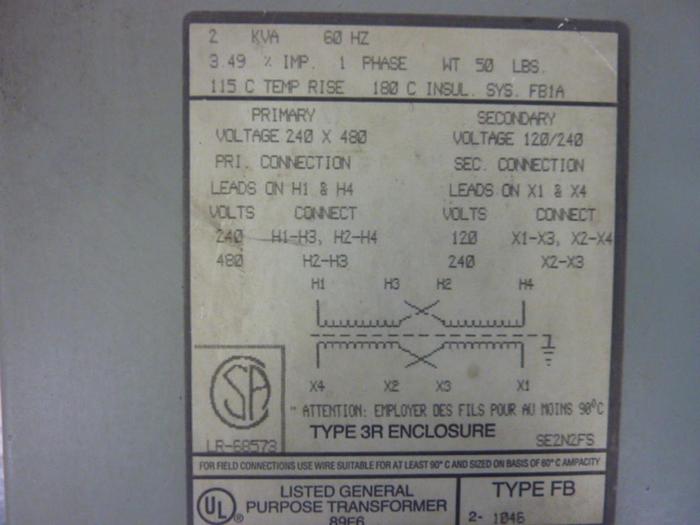 2 KVA 60 HZ
3.49 % IMP. 1 PHASE WT 50 LBS.
115 C TEMP RISE 180 C INSUL. SYS. FB1A
PRIMARY SECONDARY
VOLTAGE 240 X 480 VOLTAGE 120/240
PRI. CONNECTION SEC. CONNECTION
LEADS ON H1 & H4 LEADS ON X1 & X4
VOLTS CONNECT VOLTS CONNECT
240 H1-H3, H2-H4 120 X1-X3, X2-X4
480 H2-H3 240 X2-X3
H1 H3 H2 H4
X4 X2 X3 X1
" ATTENTION: EMPLOYER DES FILS POUR AU MOINS 90°C
SA
LR-68573
TYPE 3R ENCLOSURE SE2N2FS
FOR FIELD CONNECTIONS USE WIRE SUITABLE FOR AT LEAST 90° C AND SIZED ON BASIS OF 60° C AMPACITY
UL ® LISTED GENERAL TYPE FB
PURPOSE TRANSFORMER
89F6 2- 1046